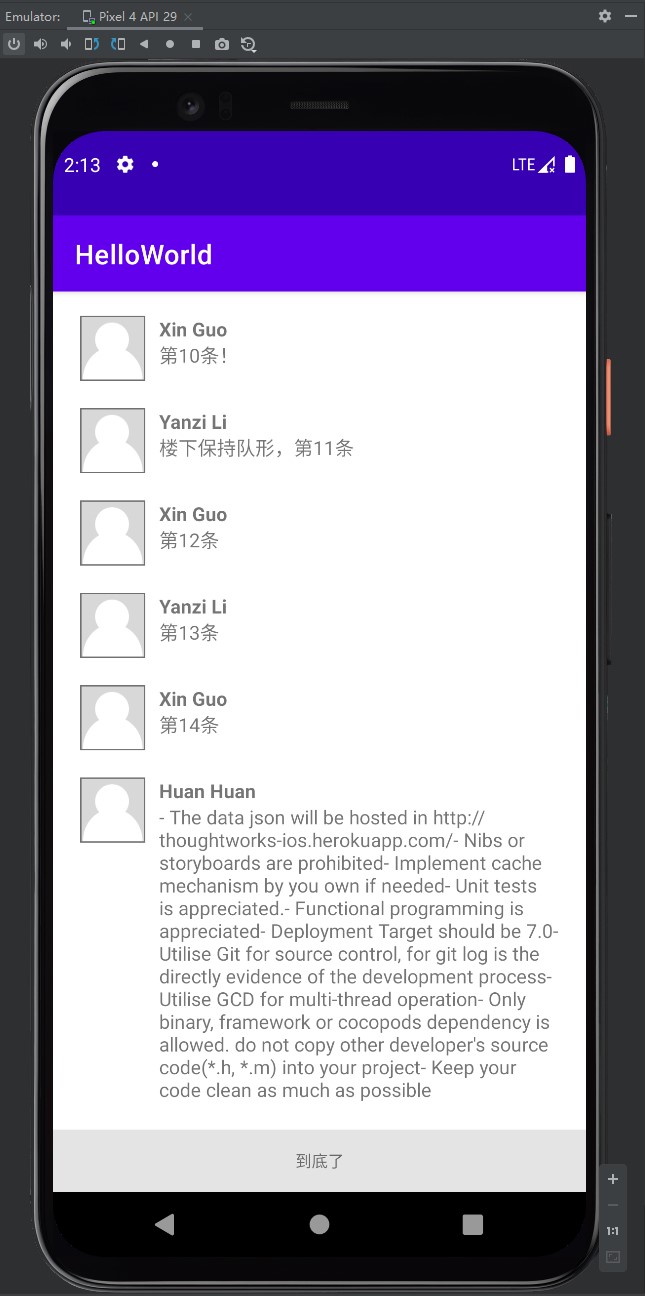 Emulator: Pixel 4 API 29
2:13 LTE
HelloWorld
Xin Guo
第10条！
Yanzi Li
楼下保持队形，第11条
Xin Guo
第12条
Yanzi Li
第13条
Xin Guo
第14条
Huan Huan
- The data json will be hosted in http://
thoughtworks-ios.herokuapp.com/- Nibs or
storyboards are prohibited- Implement cache
mechanism by you own if needed- Unit tests
is appreciated.- Functional programming is
appreciated- Deployment Target should be 7.0-
Utilise Git for source control, for git log is the
directly evidence of the development process-
Utilise GCD for multi-thread operation- Only
binary, framework or cocopods dependency is
allowed. do not copy other developer's source
code(*.h, *.m) into your project- Keep your
code clean as much as possible
到底了
1:1